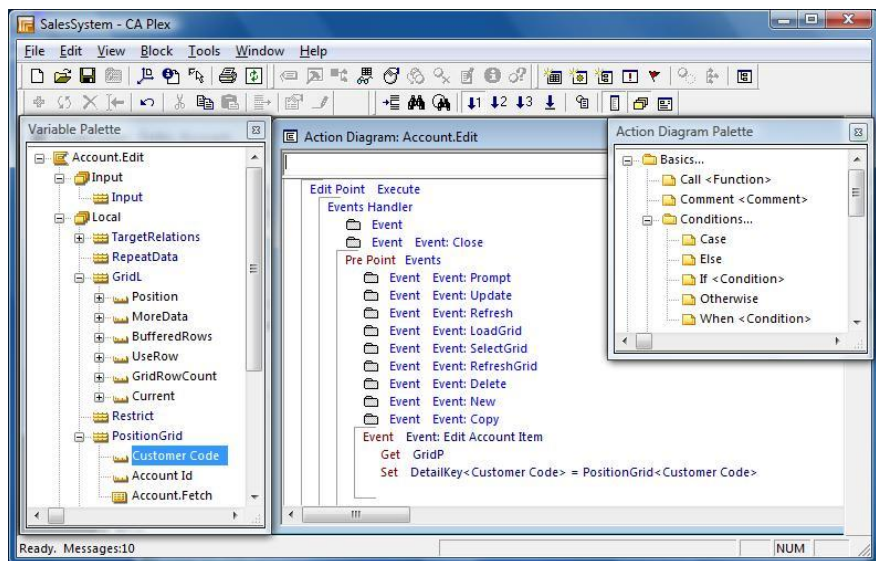 SalesSystem - CA Plex
File Edit View Block Tools Window Help
Variable Palette
Account.Edit
Input
Input
Local
TargetRelations
RepeatData
GridL
Position
MoreData
BufferedRows
UseRow
GridRowCount
Current
Restrict
PositionGrid
Customer Code
Account Id
Account.Fetch
Action Diagram: Account.Edit
Edit Point Execute
Events Handler
Event
Event Event: Close
Pre Point Events
Event Event: Prompt
Event Event: Update
Event Event: Refresh
Event Event: LoadGrid
Event Event: SelectGrid
Event Event: RefreshGrid
Event Event: Delete
Event Event: New
Event Event: Copy
Event Event: Edit Account Item
Get GridP
Set DetailKey<Customer Code> = PositionGrid<Customer Code>
Action Diagram Palette
Basics...
Call <Function>
Comment <Comment>
Conditions...
Case
Else
If <Condition>
Otherwise
When <Condition>
Ready. Messages:10
NUM